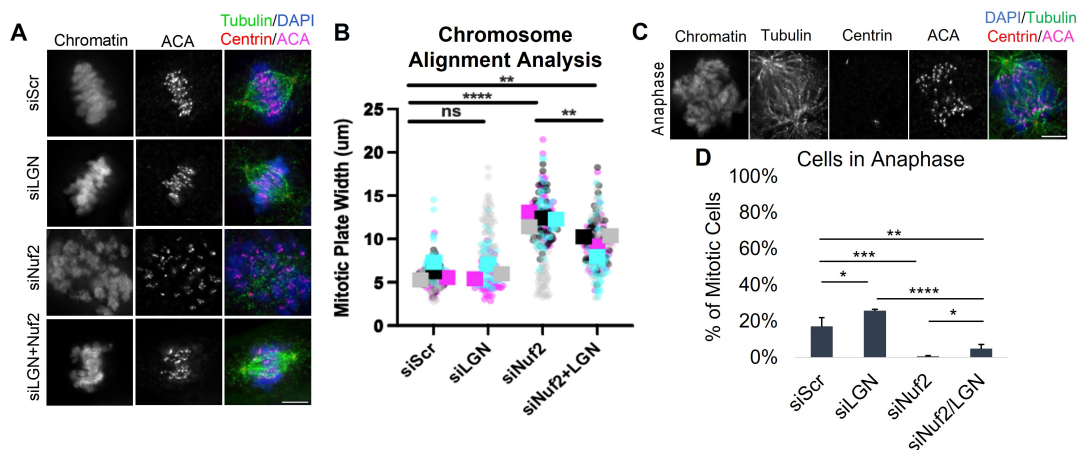 A
Chromatin
ACA
Tubulin/DAPI
Centrin/ACA
siScr
siLGN
siNuf2
siLGN+Nuf2
B
Chromosome
Alignment Analysis
**
****
ns
**
Mitotic Plate Width (um)
25
20
15
10
5
0
siScr
siLGN
siNuf2
siNuf2+LGN
C
Chromatin
Tubulin
Centrin
ACA
DAPI/Tubulin
Centrin/ACA
Anaphase
D
Cells in Anaphase
% of Mitotic Cells
100%
80%
60%
40%
20%
0%
**
***
*
****
*
siScr
siLGN
siNuf2
siNuf2/LGN